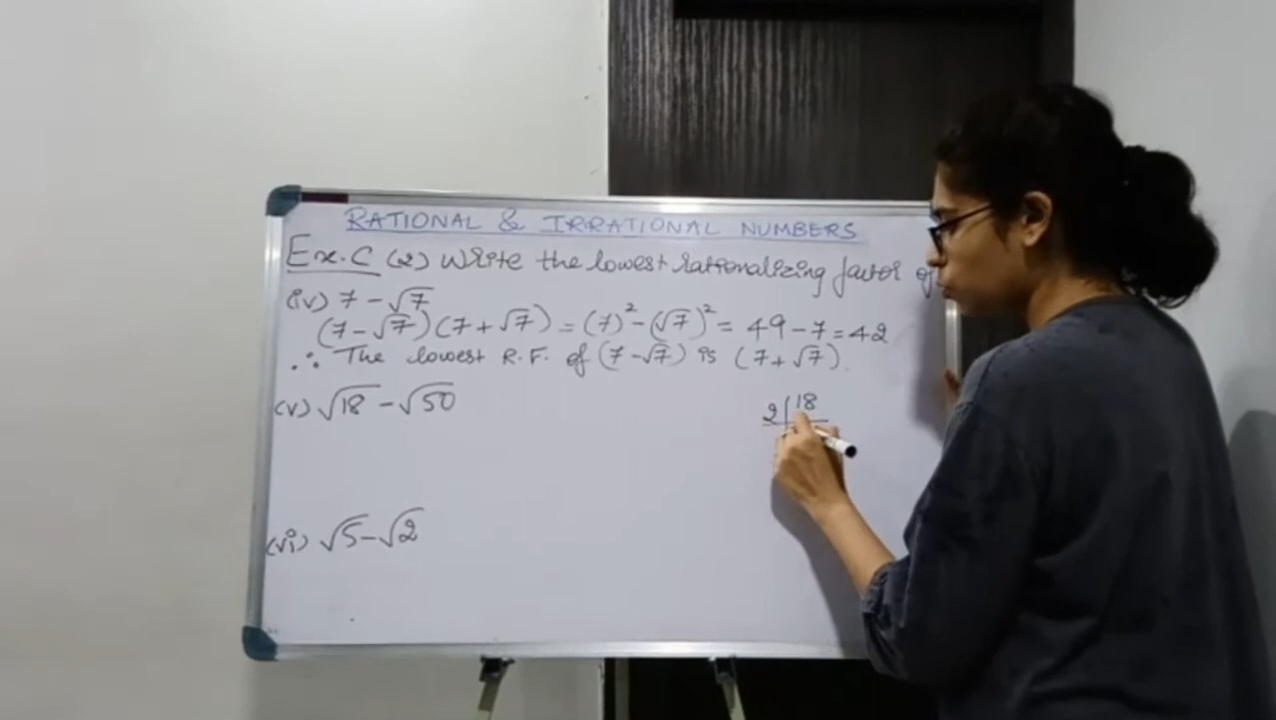 RATIONAL & IRRATIONAL NUMBERS
Ex.C (2) Write the lowest rationalizing factor of
(iv) 7 - √7
(7-√7)(7+√7) = (7)² - (√7)² = 49 - 7 = 42
∴ The lowest R.F. of (7-√7) is (7+√7).
(v) √18 - √50
2 | 18
(vi) √5 - √2